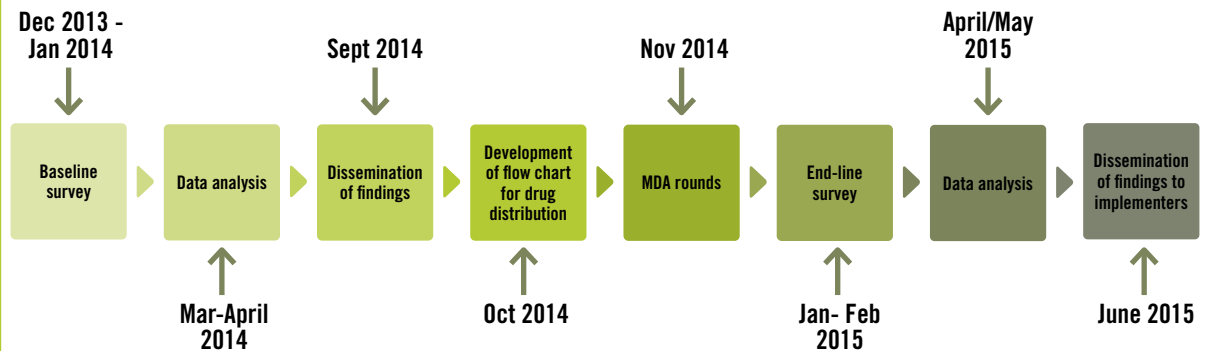 Dec 2013 -
Jan 2014
Sept 2014
Nov 2014
April/May
2015
Baseline
survey
Data analysis
Dissemination
of findings
Development
of flow chart
for drug
distribution
MDA rounds
End-line
survey
Data analysis
Dissemination
of findings to
implementers
Mar-April
2014
Oct 2014
Jan- Feb
2015
June 2015